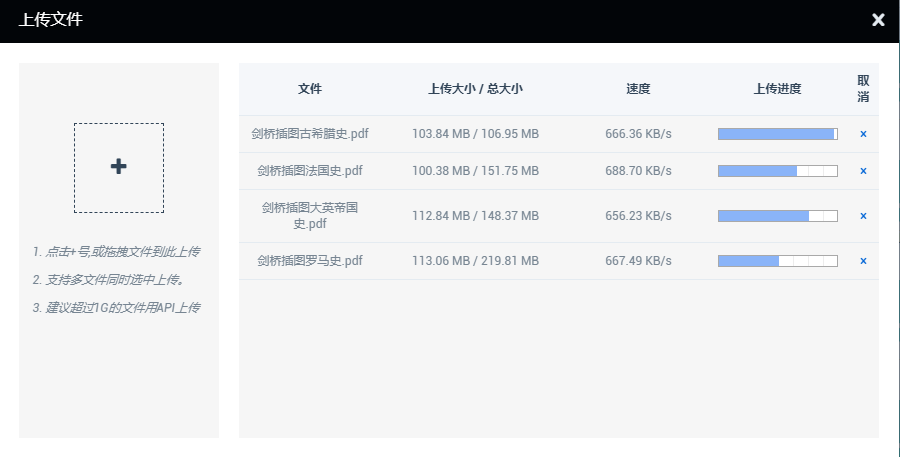 上传文件
文件 上传大小 / 总大小 速度 上传进度 取
消
剑桥插图古希腊史.pdf 103.84 MB / 106.95 MB 666.36 KB/s ×
剑桥插图法国史.pdf 100.38 MB / 151.75 MB 688.70 KB/s ×
剑桥插图大英帝国
史.pdf 112.84 MB / 148.37 MB 656.23 KB/s ×
剑桥插图罗马史.pdf 113.06 MB / 219.81 MB 667.49 KB/s ×
1. 点击+号,或拖拽文件到此上传
2. 支持多文件同时选中上传。
3. 建议超过1G的文件用API上传